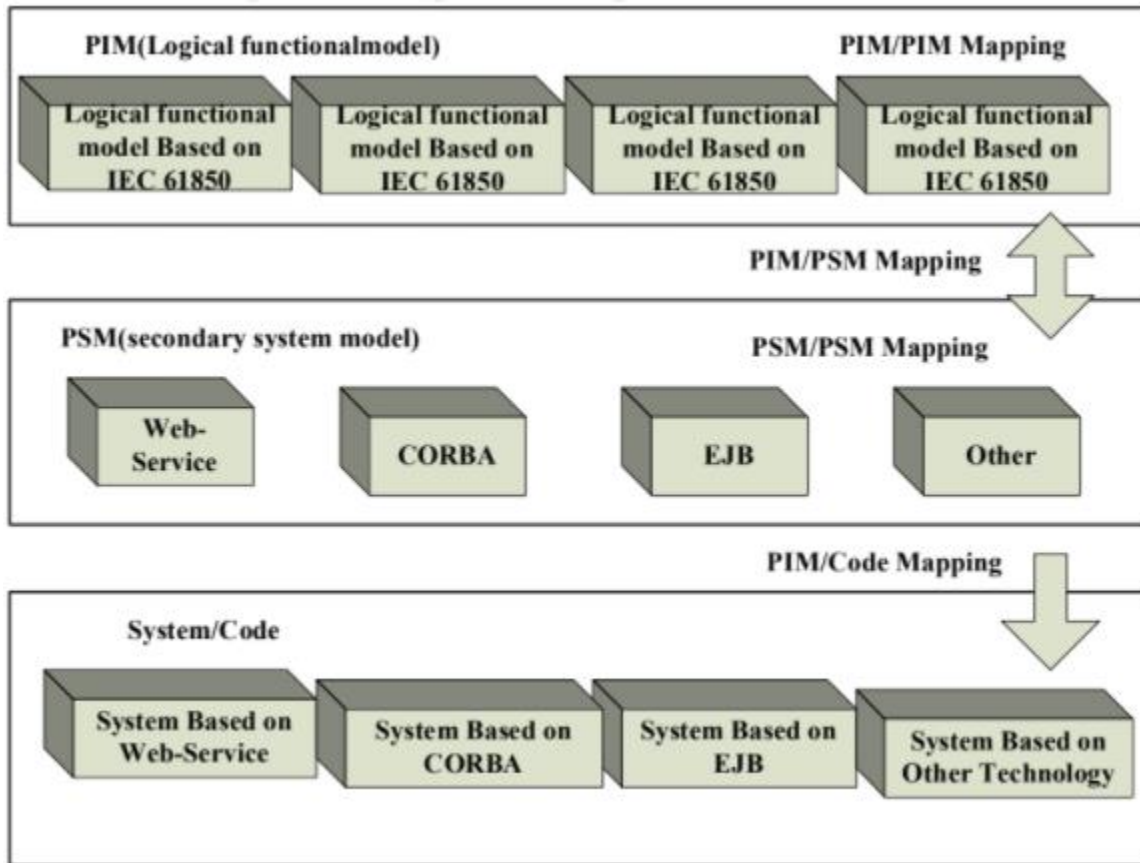 PIM(Logical functionalmodel)
PIM/PIM Mapping
Logical functional
model Based on
IEC 61850
Logical functional
model Based on
IEC 61850
Logical functional
model Based on
IEC 61850
Logical functional
model Based on
IEC 61850
PIM/PSM Mapping
PSM(secondary system model)
PSM/PSM Mapping
Web-
Service
CORBA
EJB
Other
PIM/Code Mapping
System/Code
System Based on
Web-Service
System Based on
CORBA
System Based on
EJB
System Based on
Other Technology